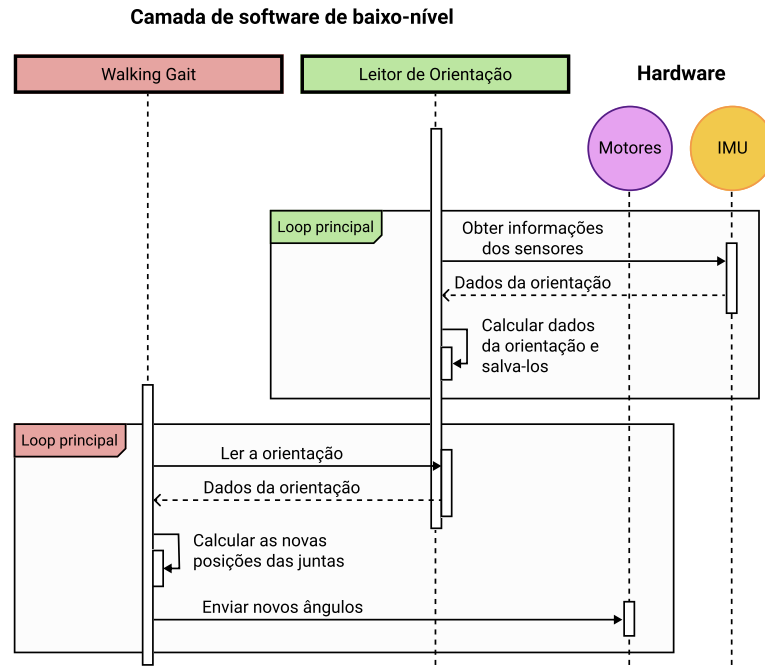 Camada de software de baixo-nível
Walking Gait
Leitor de Orientação
Hardware
Motores
IMU
Loop principal
Obter informações
dos sensores
Dados da orientação
Calcular dados
da orientação e
salva-los
Loop principal
Ler a orientação
Dados da orientação
Calcular as novas
posições das juntas
Enviar novos ângulos